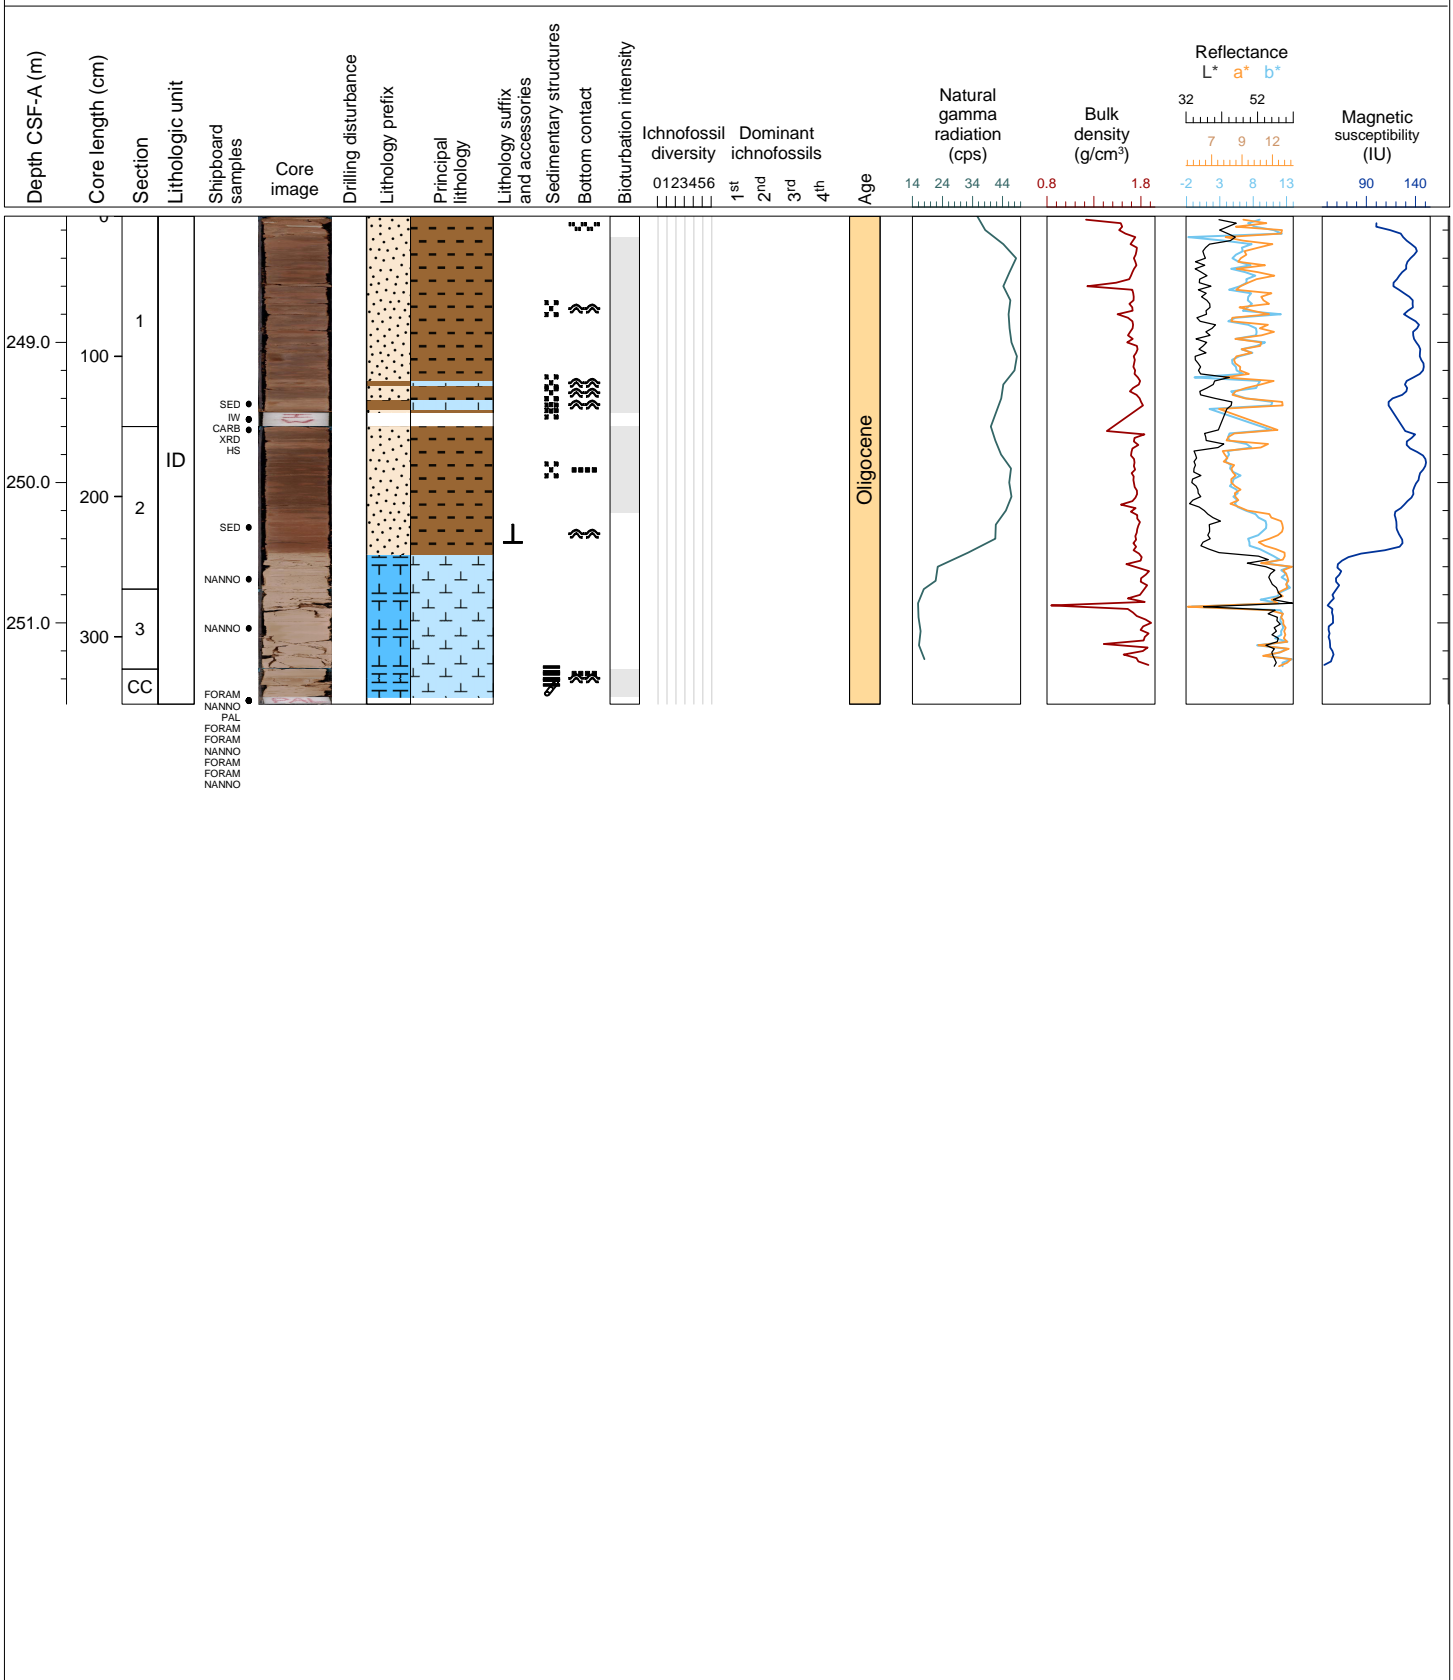 Depth CSF-A (m)
Core length (cm)
Section
Lithologic unit
Shipboard
samples
Core
image
Drilling disturbance
Lithology prefix
Principal
lithology
Lithology suffix
and accessories
Sedimentary structures
Bottom contact
Bioturbation intensity
Ichnofossil
diversity
0123456
Dominant
ichnofossils
1st
2nd
3rd
4th
Age
Natural
gamma
radiation
(cps)
14 24 34 44
Bulk
density
(g/cm³)
0.8 1.8
Reflectance
L* a* b*
32 52
7 9 12
-2 3 8 13
Magnetic
susceptibility
(IU)
90 140
0
1
249.0
100
SED
IW
CARB
XRD
HS
ID
250.0
200
2
Oligocene
SED
NANNO
251.0
300
3
NANNO
CC
FORAM
NANNO
PAL
FORAM
FORAM
NANNO
FORAM
FORAM
NANNO